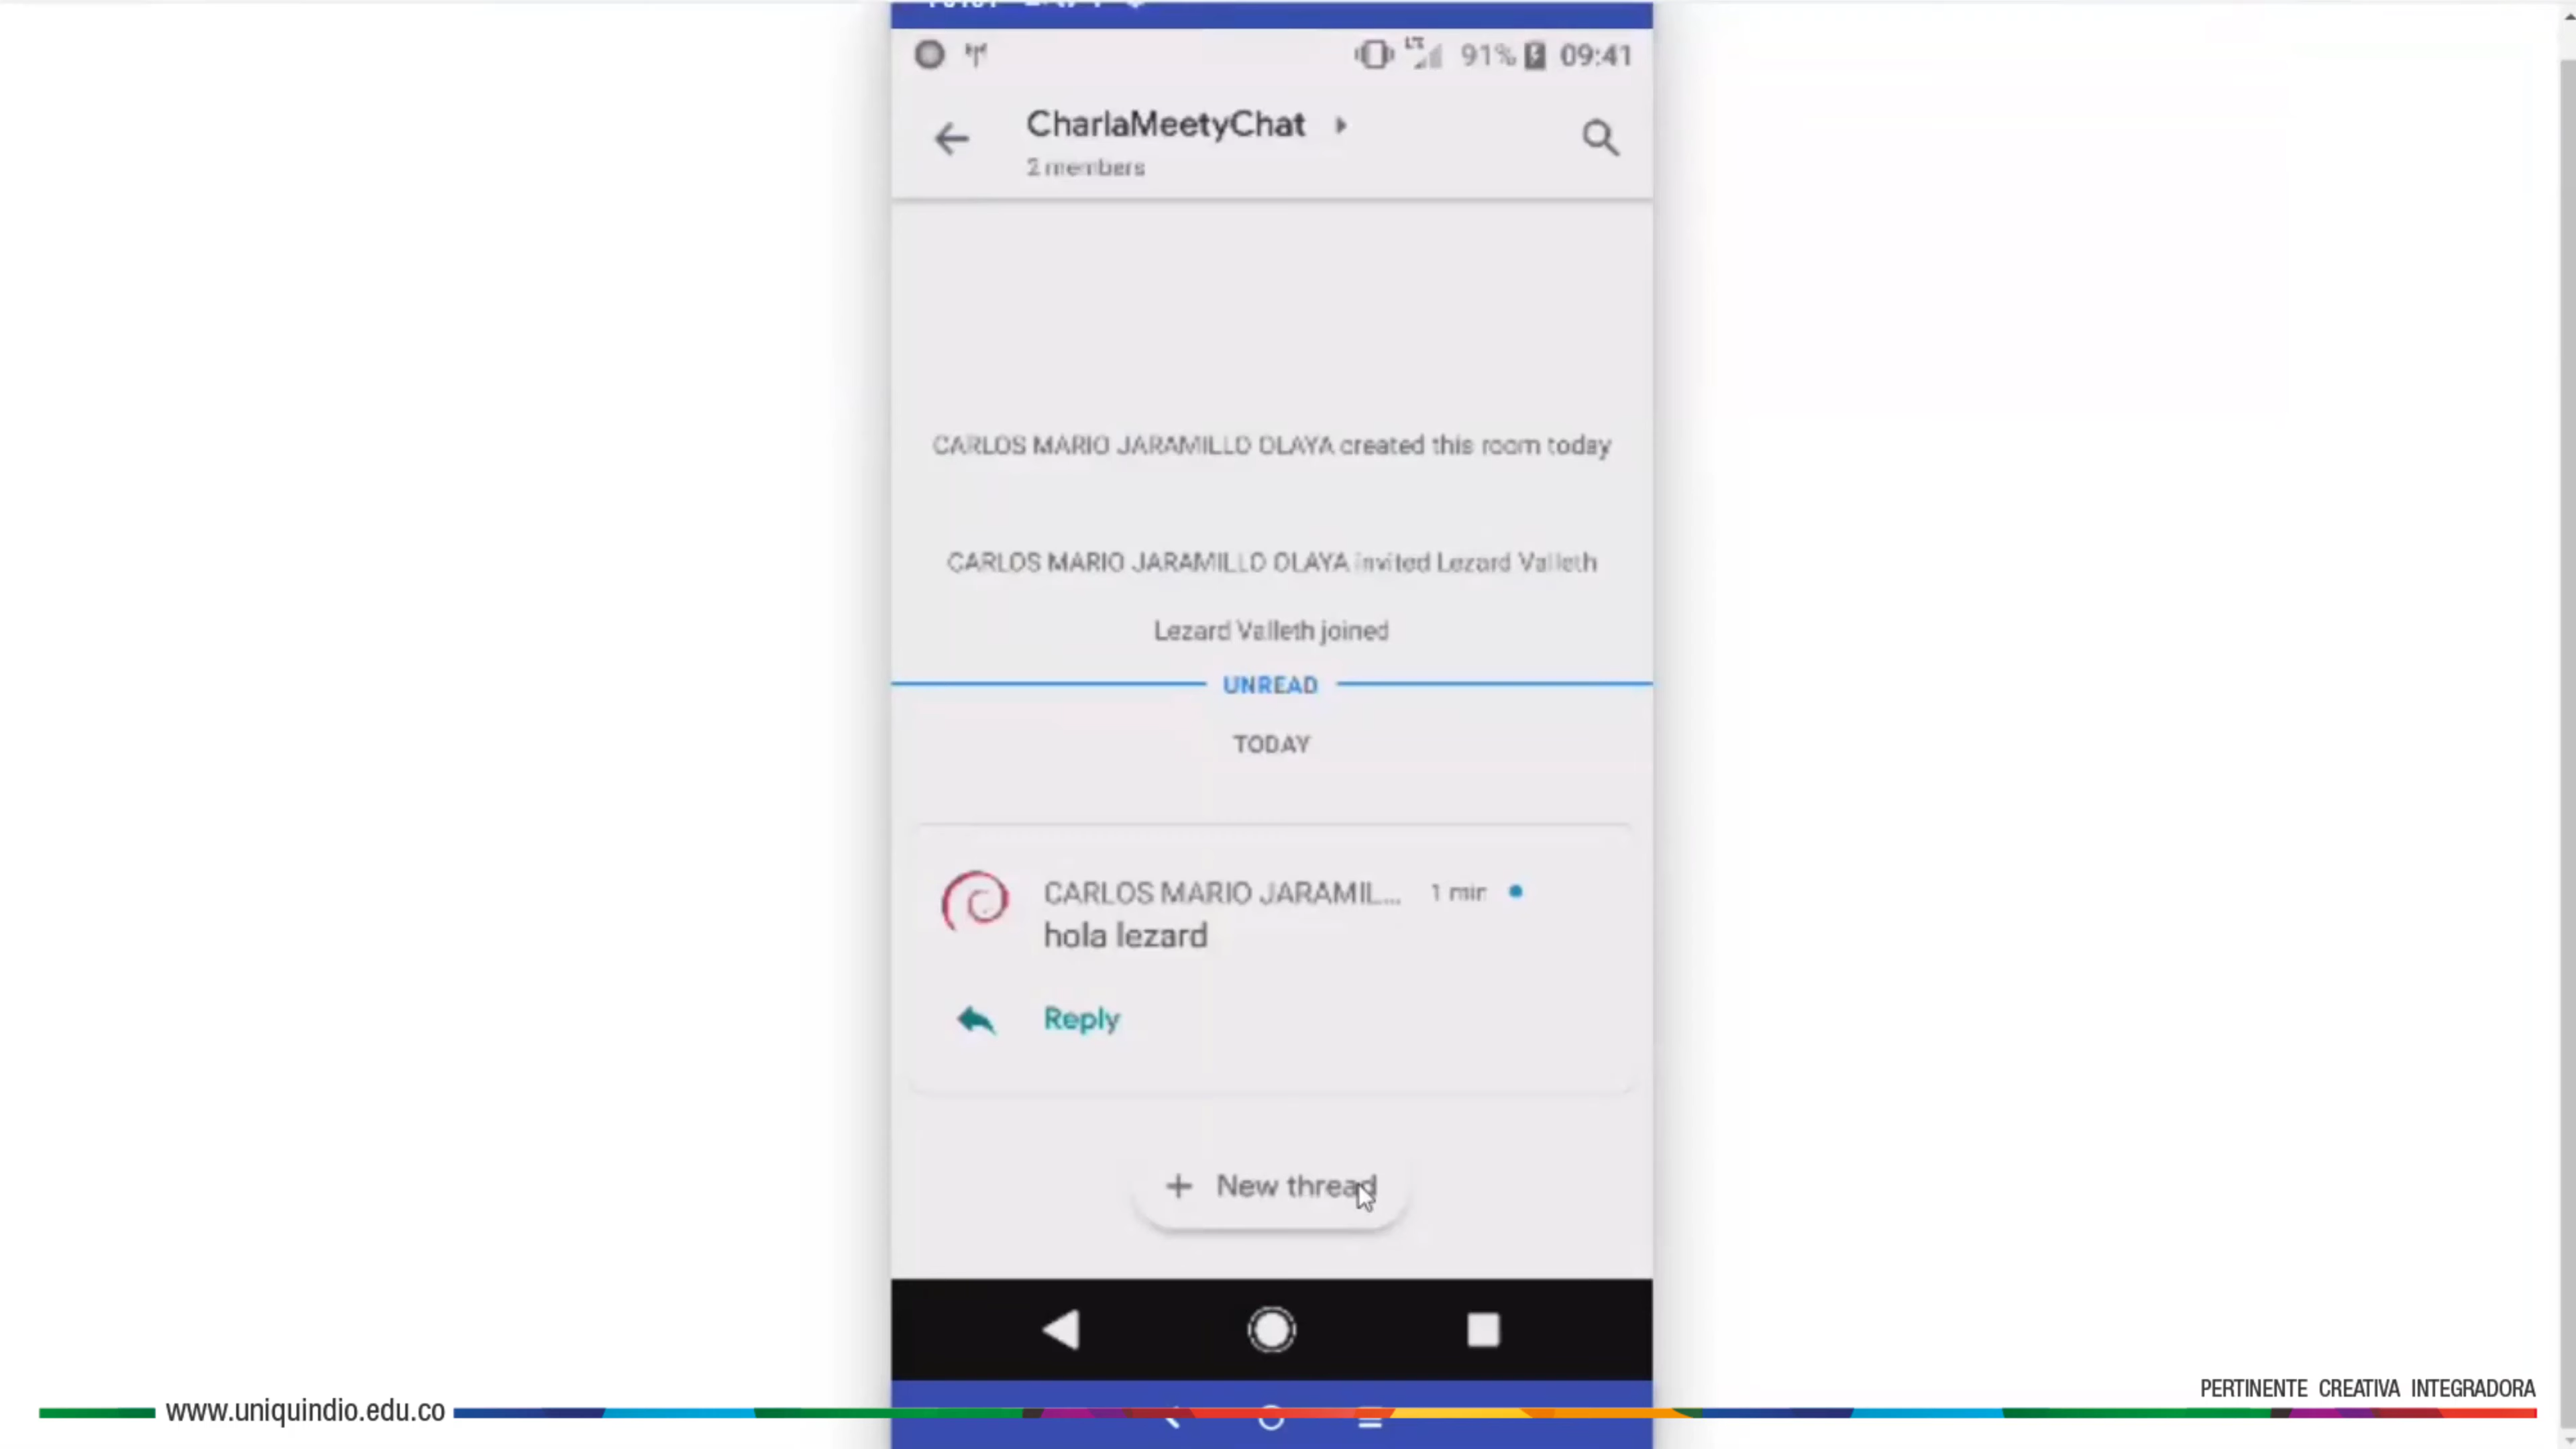 91% 09:41
CharlaMeetyChat
2 members
CARLOS MARIO JARAMILLO OLAYA created this room today
CARLOS MARIO JARAMILLO OLAYA invited Lezard Valleth
Lezard Valleth joined
UNREAD
TODAY
CARLOS MARIO JARAMIL... 1 min
hola lezard
Reply
+ New thread
PERTINENTE CREATIVA INTEGRADORA
www.uniquindio.edu.co